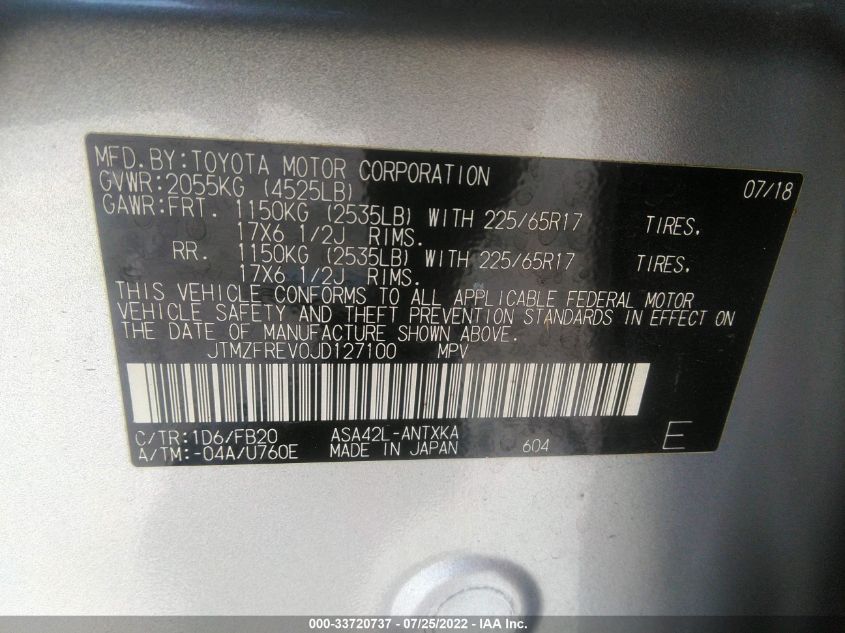 MFD. BY: TOYOTA MOTOR CORPORATION 07/18
GVWR: 2055KG (4525LB)
GAWR: FRT. 1150KG (2535LB) WITH 225/65R17 TIRES.
17X6 1/2J RIMS.
RR. 1150KG (2535LB) WITH 225/65R17 TIRES.
17X6 1/2J RIMS.
THIS VEHICLE CONFORMS TO ALL APPLICABLE FEDERAL MOTOR
VEHICLE SAFETY AND THEFT PREVENTION STANDARDS IN EFFECT ON
THE DATE OF MANUFACTURE SHOWN ABOVE.
JTMZFREV0JD127100 MPV
C/TR: 1D6/FB20 ASA42L-ANTXKA
A/TM: -04A/U760E MADE IN JAPAN 604 E
000-33720737 - 07/25/2022 - IAA Inc.